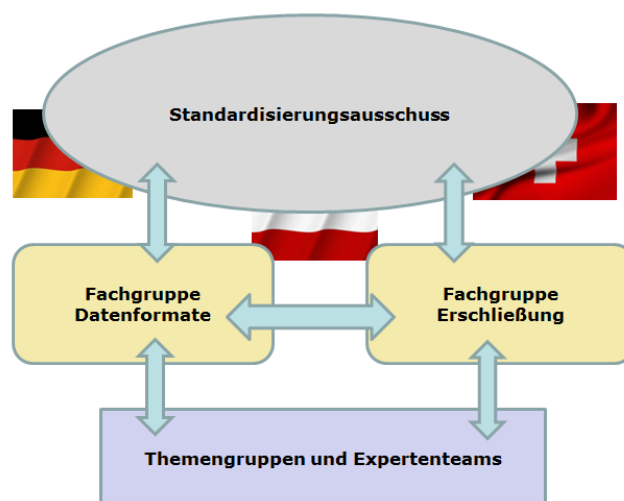 Standardisierungsausschuss
Fachgruppe
Datenformate
Fachgruppe
Erschließung
Themengruppen und Expertenteams